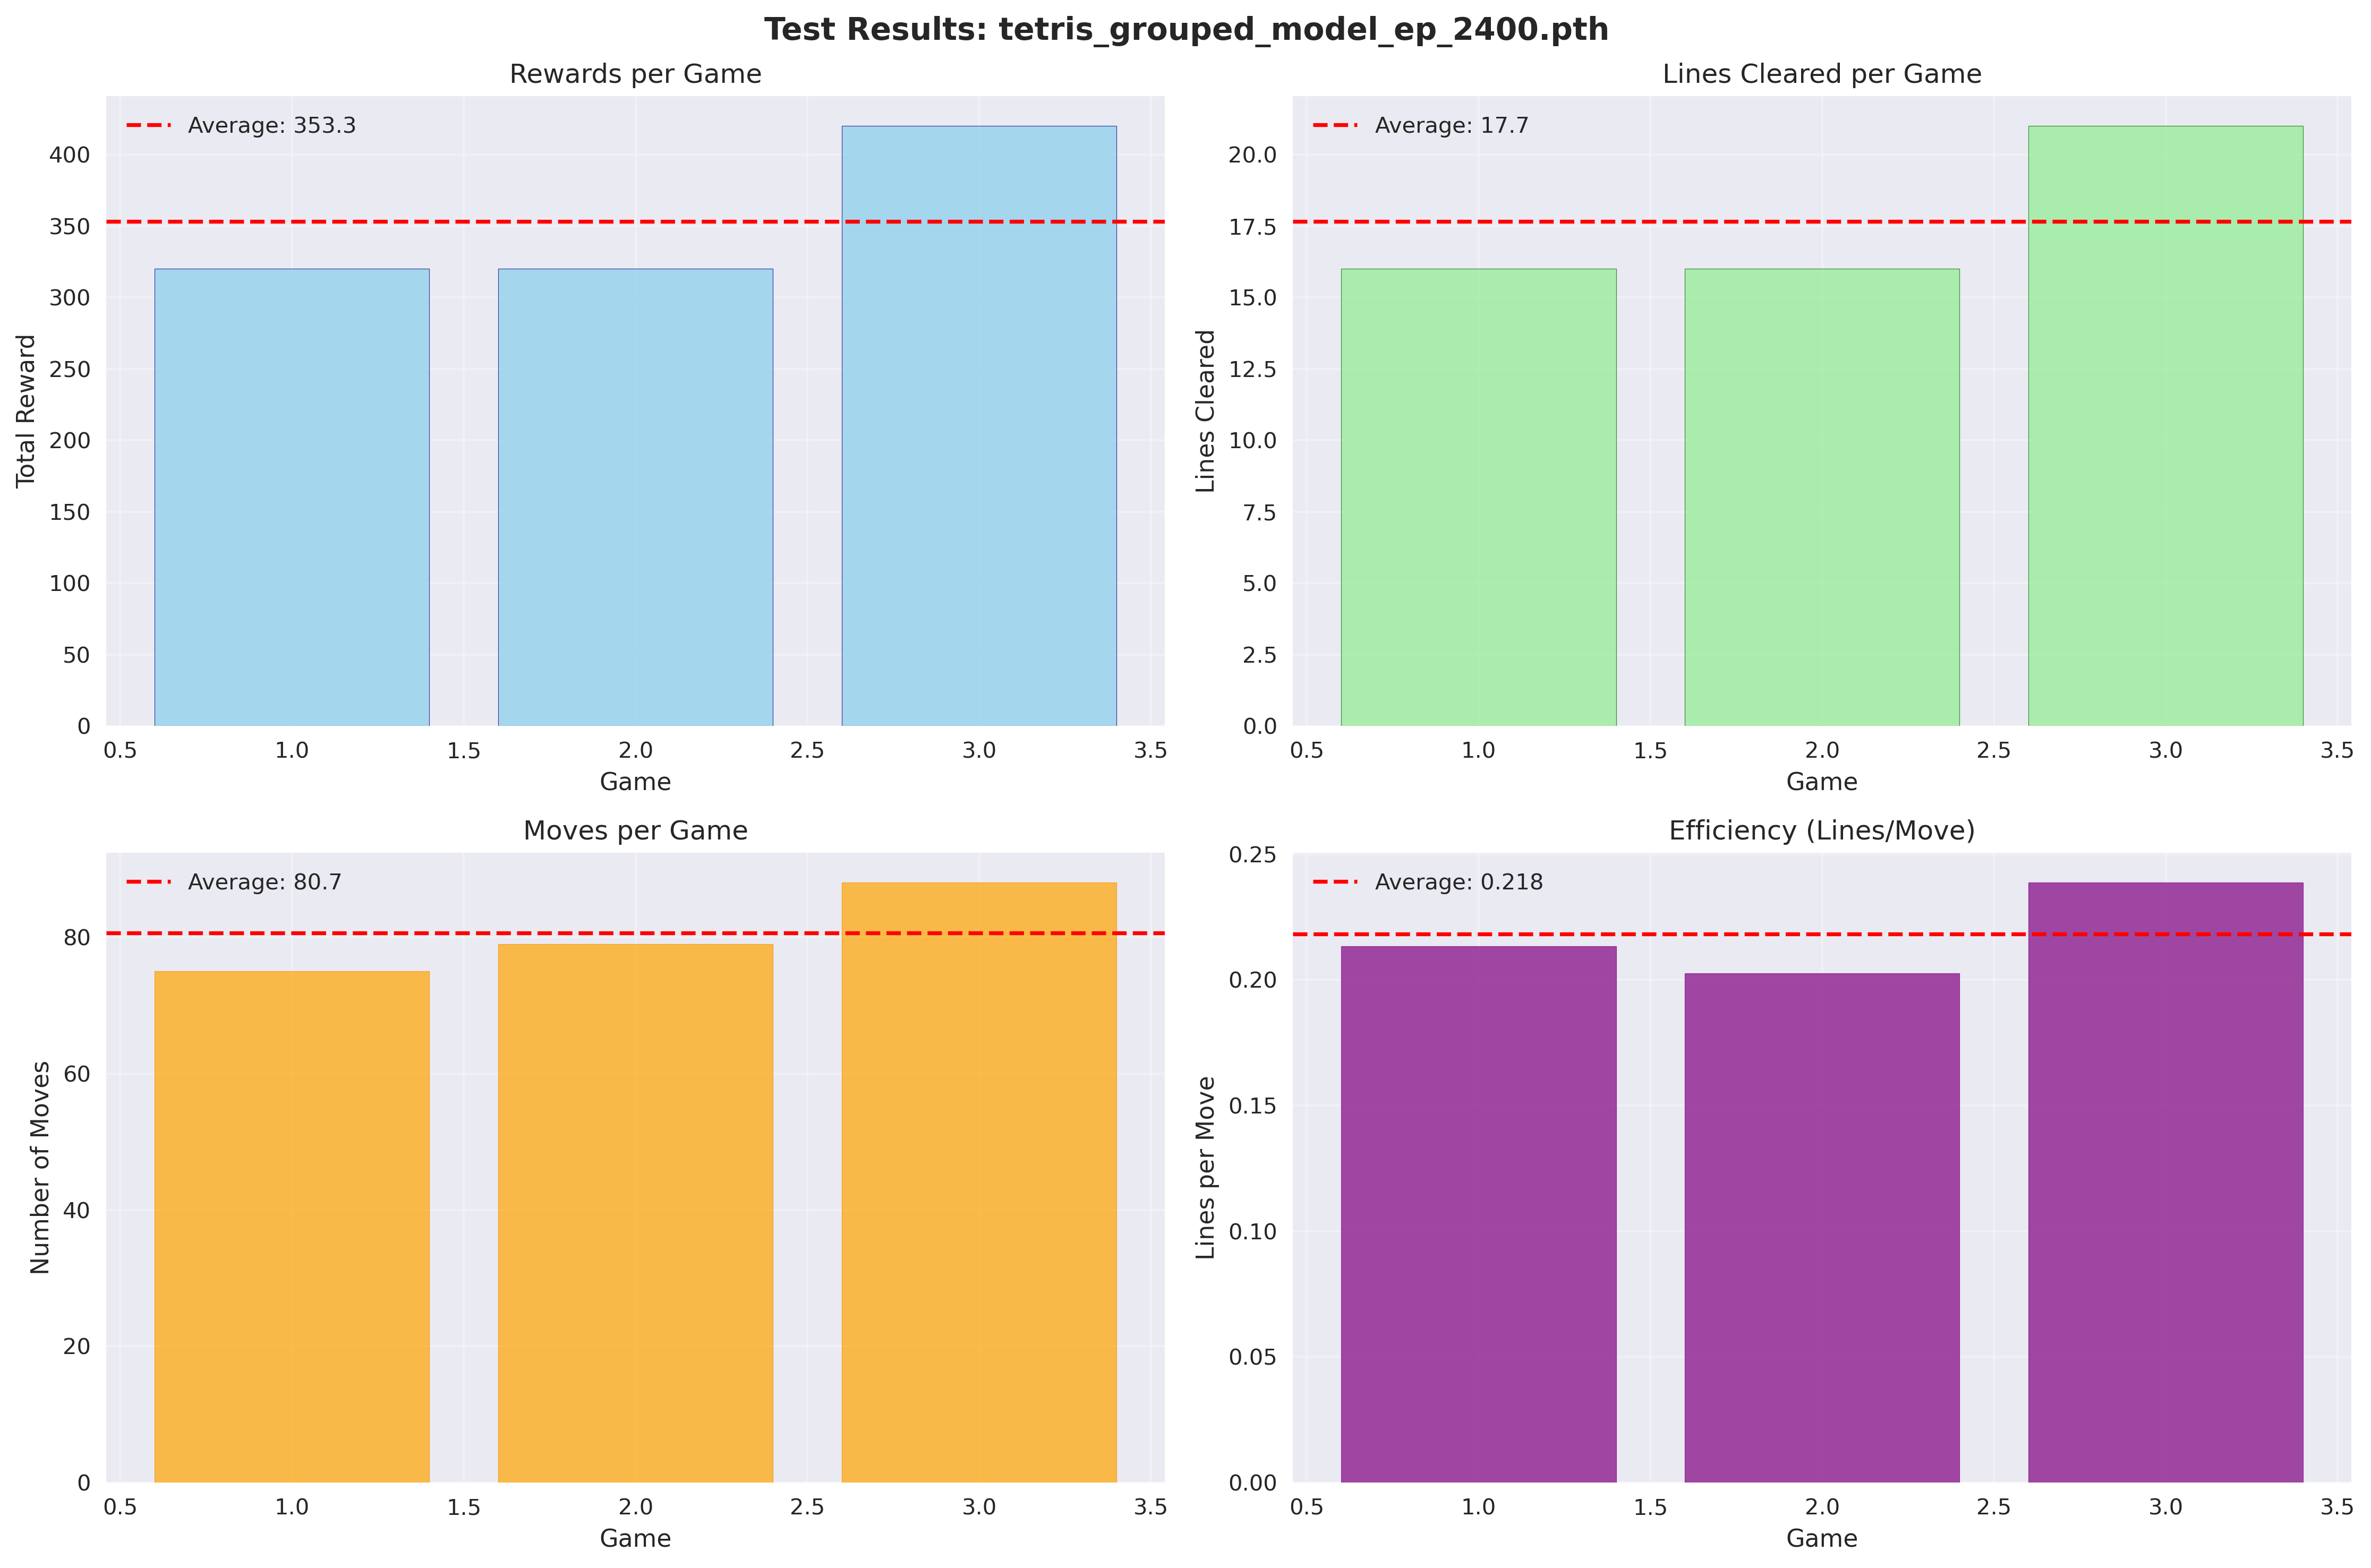 Test Results: tetris_grouped_model_ep_2400.pth
Rewards per Game
Average: 353.3
Total Reward
400
350
300
250
200
150
100
50
0
0.5 1.0 1.5 2.0 2.5 3.0 3.5
Game
Lines Cleared per Game
Average: 17.7
Lines Cleared
20.0
17.5
15.0
12.5
10.0
7.5
5.0
2.5
0.0
0.5 1.0 1.5 2.0 2.5 3.0 3.5
Game
Moves per Game
Average: 80.7
Number of Moves
80
60
40
20
0
0.5 1.0 1.5 2.0 2.5 3.0 3.5
Game
Efficiency (Lines/Move)
Average: 0.218
Lines per Move
0.25
0.20
0.15
0.10
0.05
0.00
0.5 1.0 1.5 2.0 2.5 3.0 3.5
Game